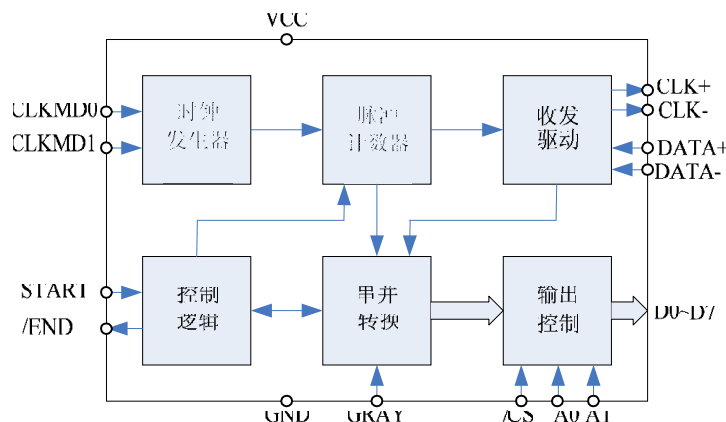 VCC
CLKMD0
CLKMD1
时钟
发生器
脉冲
计数器
收发
驱动
CLK+
CLK-
DATA+
DATA-
START
/END
控制
逻辑
串并
转换
输出
控制
D0~D7
GND
GRAY
/CS
A0
A1